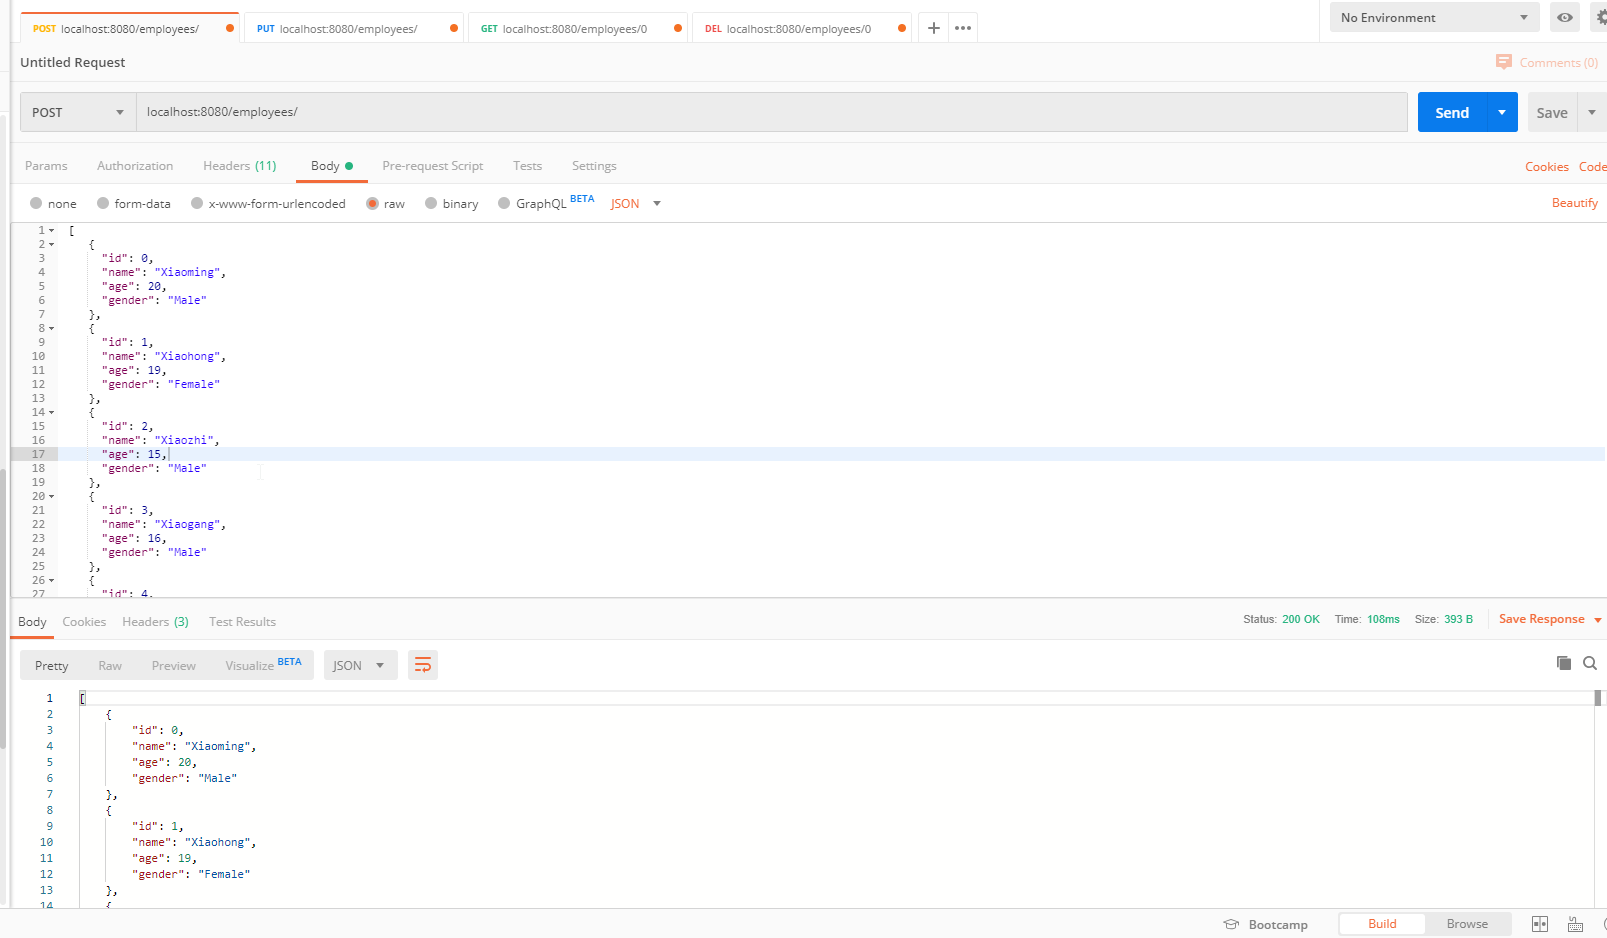 POST localhost:8080/employees/
PUT localhost:8080/employees/
GET localhost:8080/employees/0
DEL localhost:8080/employees/0
No Environment
Untitled Request
Comments (0)
POST
localhost:8080/employees/
Send
Save
Params Authorization Headers (11) Body Pre-request Script Tests Settings
Cookies Code
none form-data x-www-form-urlencoded raw binary GraphQL BETA JSON
Beautify
1 [
2 {
3 "id": 0,
4 "name": "Xiaoming",
5 "age": 20,
6 "gender": "Male"
7 },
8 {
9 "id": 1,
10 "name": "Xiaohong",
11 "age": 19,
12 "gender": "Female"
13 },
14 {
15 "id": 2,
16 "name": "Xiaozhi",
17 "age": 15,
18 "gender": "Male"
19 },
20 {
21 "id": 3,
22 "name": "Xiaogang",
23 "age": 16,
24 "gender": "Male"
25 },
26 {
27 "id": 4,
Body Cookies Headers (3) Test Results
Status: 200 OK Time: 108ms Size: 393 B
Save Response
Pretty Raw Preview Visualize BETA JSON
1 [
2 {
3 "id": 0,
4 "name": "Xiaoming",
5 "age": 20,
6 "gender": "Male"
7 },
8 {
9 "id": 1,
10 "name": "Xiaohong",
11 "age": 19,
12 "gender": "Female"
13 },
14 {
Bootcamp
Build
Browse